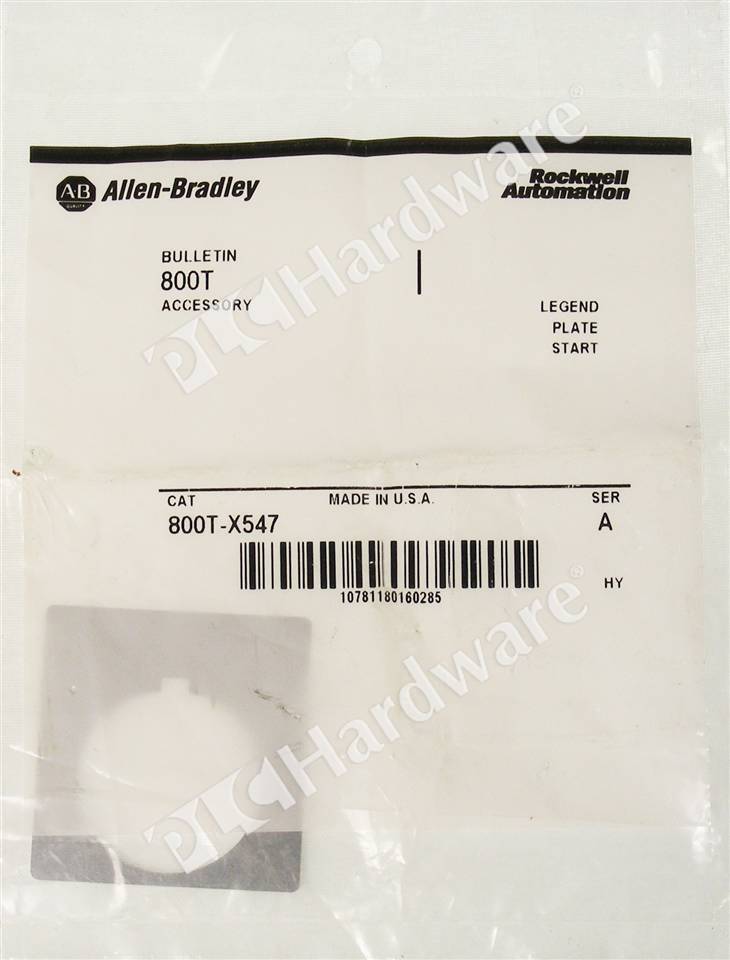 A-B
QUALITY
Allen-Bradley
Rockwell
Automation
BULLETIN
800T
ACCESSORY
LEGEND
PLATE
START
CAT
MADE IN U.S.A.
SER
800T-X547
A
10781180160285
HY
PLCHardware®
PLCHardware®